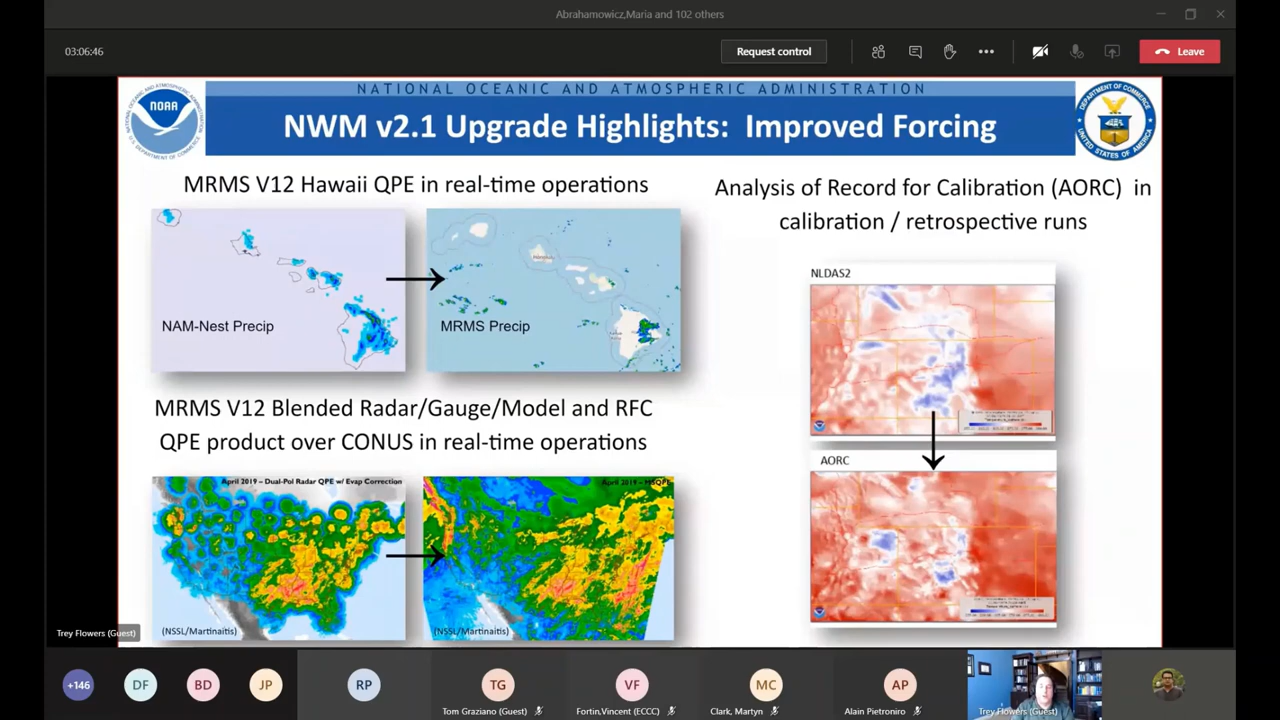 Abrahamowicz,Maria and 102 others
03:06:46
Request control
Leave
NATIONAL OCEANIC AND ATMOSPHERIC ADMINISTRATION
NOAA
NWM v2.1 Upgrade Highlights: Improved Forcing
MRMS V12 Hawaii QPE in real-time operations
NAM-Nest Precip
MRMS Precip
MRMS V12 Blended Radar/Gauge/Model and RFC
QPE product over CONUS in real-time operations
April 2019 – Dual-Pol Radar QPE w/ Evap Correction
April 2019 – MSQPE
(NSSL/Martinaitis)
(NSSL/Martinaitis)
Analysis of Record for Calibration (AORC) in
calibration / retrospective runs
NLDAS2
AORC
Trey Flowers (Guest)
+146
DF
BD
JP
RP
TG
Tom Graziano (Guest)
VF
Fortin,Vincent (ECCC)
MC
Clark, Martyn
AP
Alain Pietroniro
Trey Flowers (Guest)